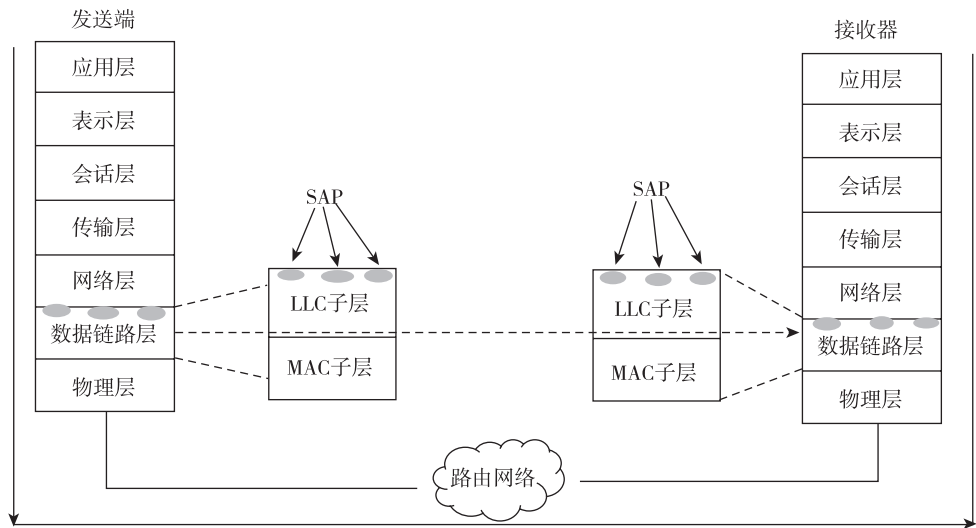 发送端
应用层
表示层
会话层
传输层
网络层
数据链路层
物理层
SAP
LLC子层
MAC子层
SAP
LLC子层
MAC子层
接收器
应用层
表示层
会话层
传输层
网络层
数据链路层
物理层
路由网络